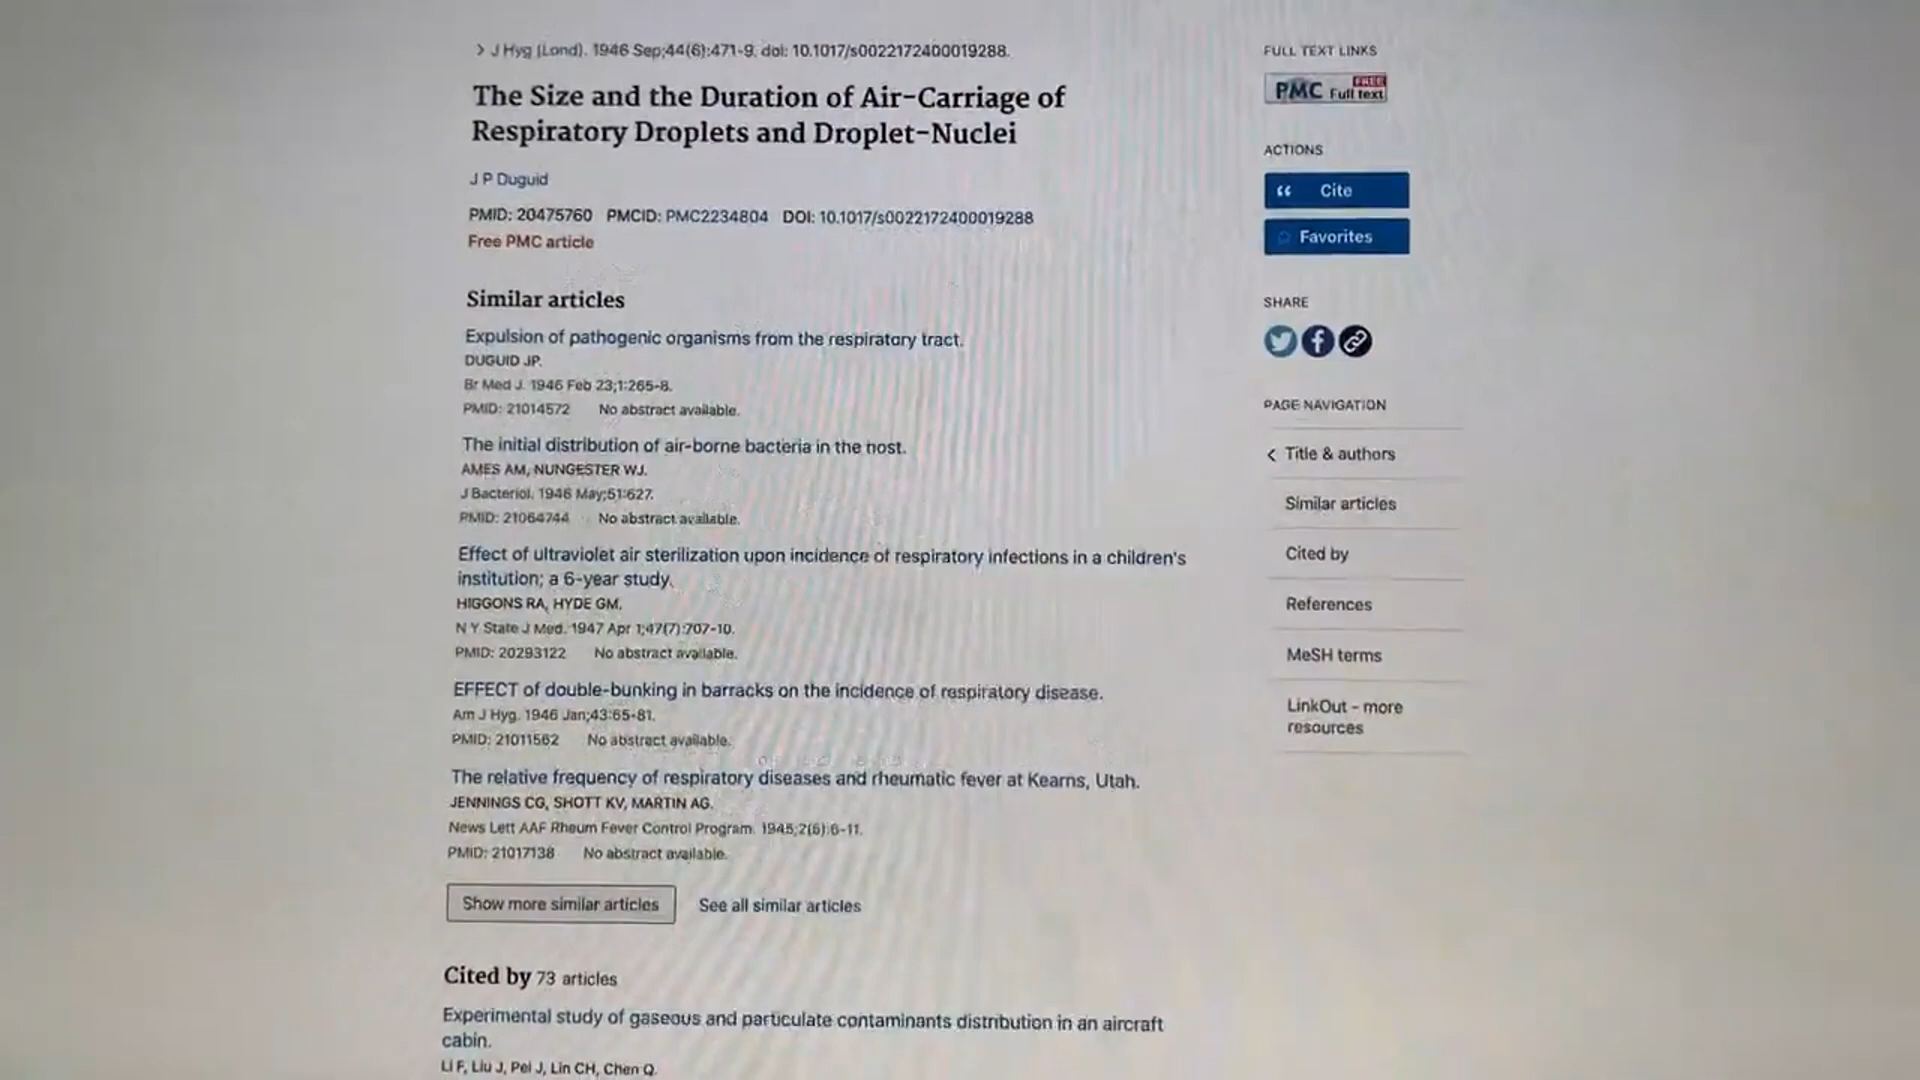 > J Hyg (Lond). 1946 Sep;44(6):471-9. doi: 10.1017/s0022172400019288.
The Size and the Duration of Air-Carriage of
Respiratory Droplets and Droplet-Nuclei
J P Duguid
PMID: 20475760 PMCID: PMC2234804 DOI: 10.1017/s0022172400019288
Free PMC article
Similar articles
Expulsion of pathogenic organisms from the respiratory tract.
DUGUID JP.
Br Med J. 1946 Feb 23;1:265-8.
PMID: 21014572 No abstract available.
The initial distribution of air-borne bacteria in the host.
AMES AM, NUNGESTER WJ.
J Bacteriol. 1946 May;51:627.
PMID: 21064744 No abstract available.
Effect of ultraviolet air sterilization upon incidence of respiratory infections in a children's
institution; a 6-year study.
HIGGONS RA, HYDE GM.
N Y State J Med. 1947 Apr 1;47(7):707-10.
PMID: 20293122 No abstract available.
EFFECT of double-bunking in barracks on the incidence of respiratory disease.
Am J Hyg. 1946 Jan;43:65-81.
PMID: 21011562 No abstract available.
The relative frequency of respiratory diseases and rheumatic fever at Kearns, Utah.
JENNINGS CG, SHOTT KV, MARTIN AG.
News Lett AAF Rheum Fever Control Program. 1945;2(6):6-11.
PMID: 21017138 No abstract available.
Show more similar articles See all similar articles
Cited by 73 articles
Experimental study of gaseous and particulate contaminants distribution in an aircraft
cabin.
Li F, Liu J, Pei J, Lin CH, Chen Q.
FULL TEXT LINKS
PMC FREE Full text
ACTIONS
Cite
Favorites
SHARE
PAGE NAVIGATION
< Title & authors
Similar articles
Cited by
References
MeSH terms
LinkOut - more
resources